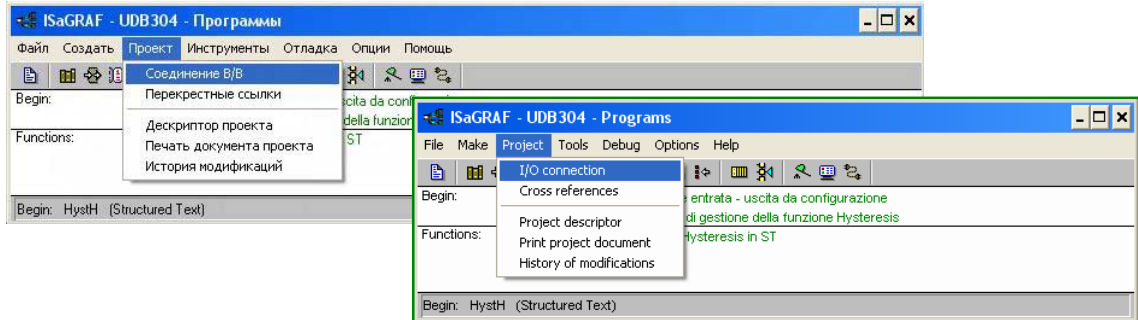 ISaGRAF - UDB304 - Программы
Файл Создать Проект Инструменты Отладка Опции Помощь
Соединение В/В
Перекрестные ссылки
Дескриптор проекта
Печать документа проекта
История модификаций
Begin: uscita da
della
Functions: ST
Begin: HystH (Structured Text)
ISaGRAF - UDB304 - Programs
File Make Project Tools Debug Options Help
I/O connection
Cross references
Project descriptor
Print project document
History of modifications
Begin: entrata - uscita da configurazione
di gestione della funzione Hysteresis
Functions: Hysteresis in ST
Begin: HystH (Structured Text)